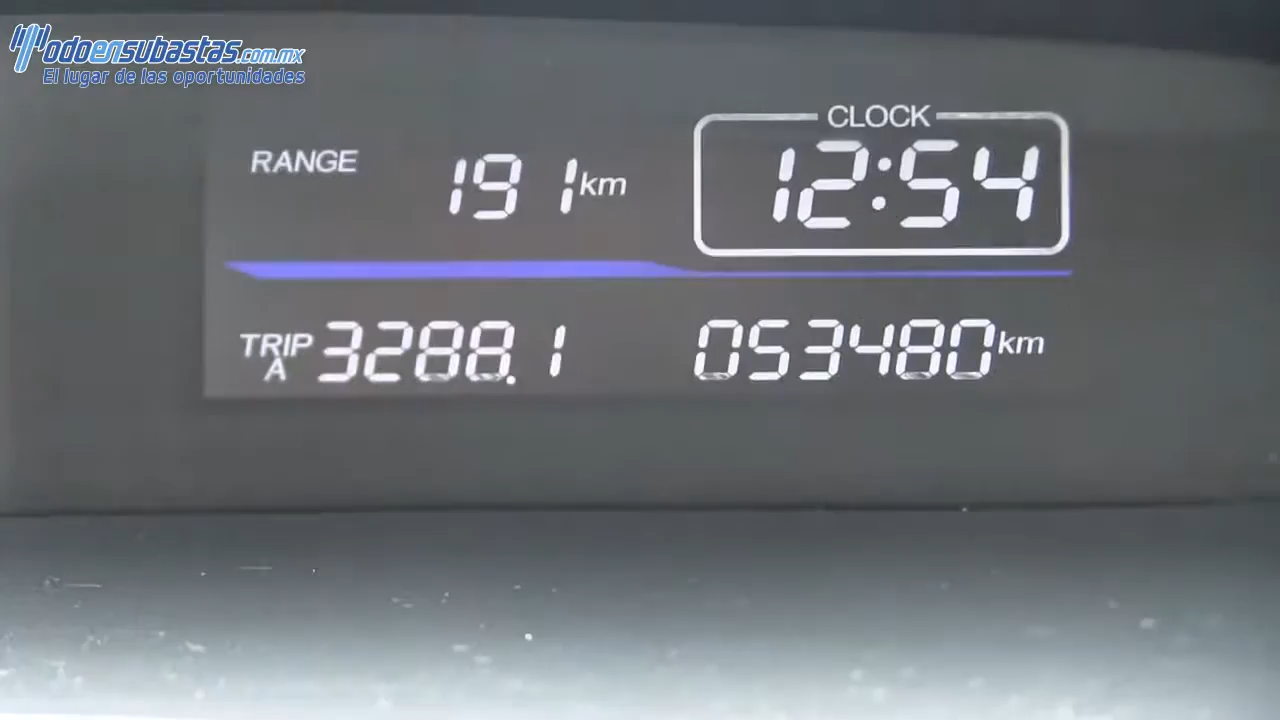 Todoensubastas.com.mx
El lugar de las oportunidades
CLOCK
RANGE 191 km 12:54
TRIP A 3288.1 053480 km